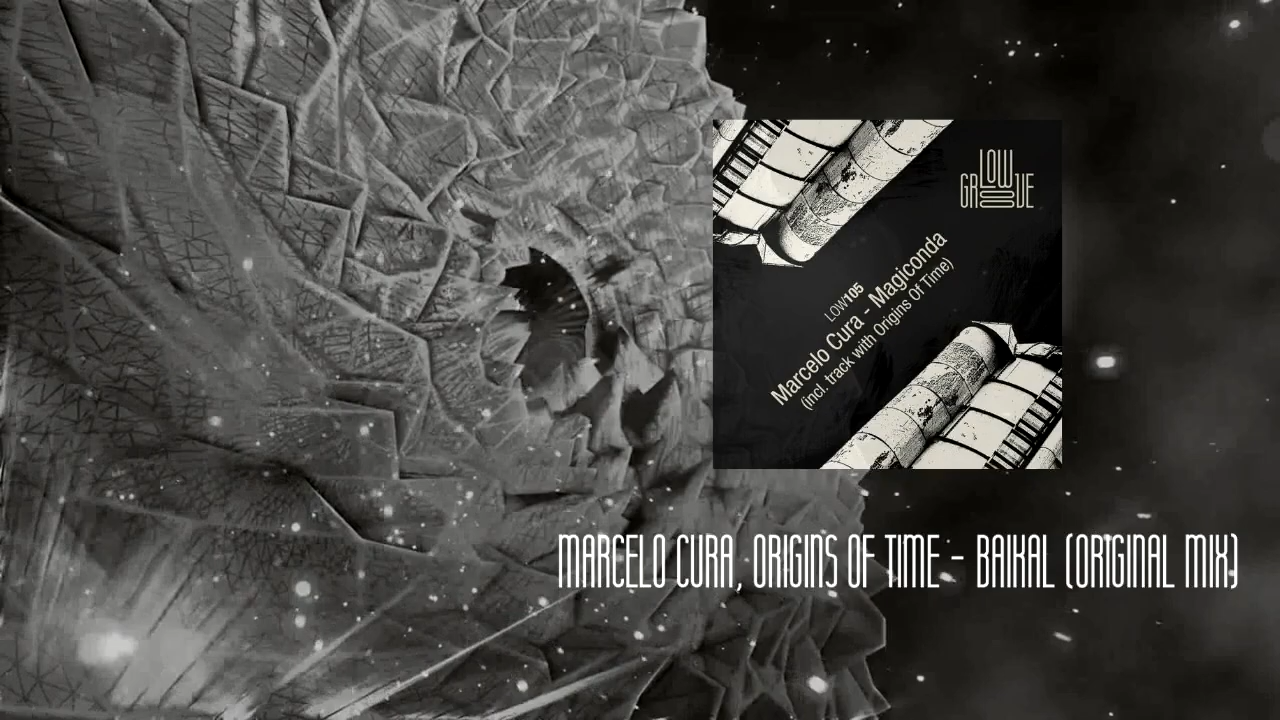 LOW
GROOVE
LOW105
Marcelo Cura - Magiconda
(incl. track with Origins Of Time)
MARCELO CURA, ORIGINS OF TIME - BAIKAL (ORIGINAL MIX)